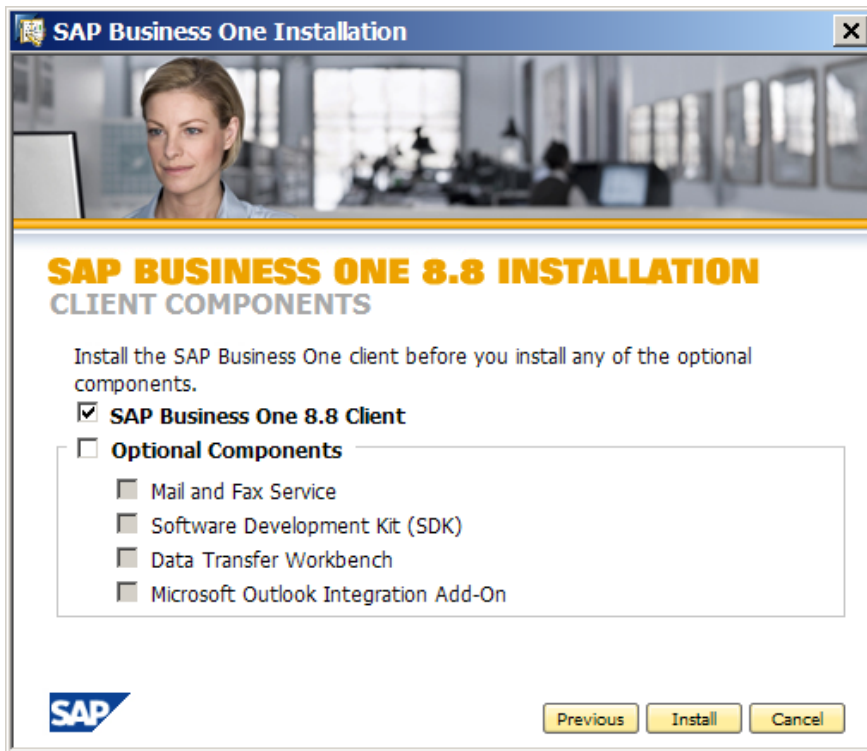 SAP Business One Installation
SAP BUSINESS ONE 8.8 INSTALLATION
CLIENT COMPONENTS
Install the SAP Business One client before you install any of the optional
components.
SAP Business One 8.8 Client
Optional Components
Mail and Fax Service
Software Development Kit (SDK)
Data Transfer Workbench
Microsoft Outlook Integration Add-On
SAP
Previous Install Cancel